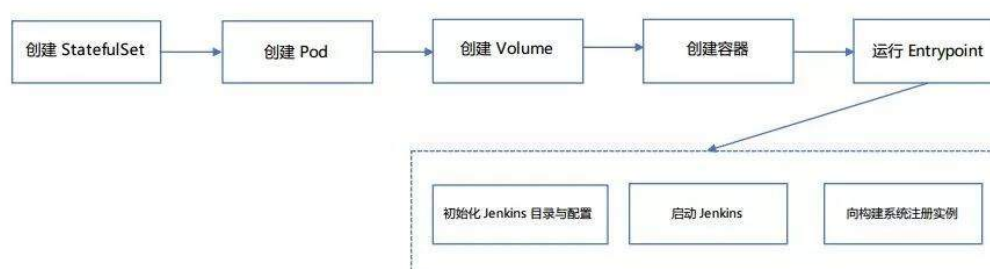 创建 StatefulSet
创建 Pod
创建 Volume
创建容器
运行 Entrypoint
初始化 Jenkins 目录与配置
启动 Jenkins
向构建系统注册实例